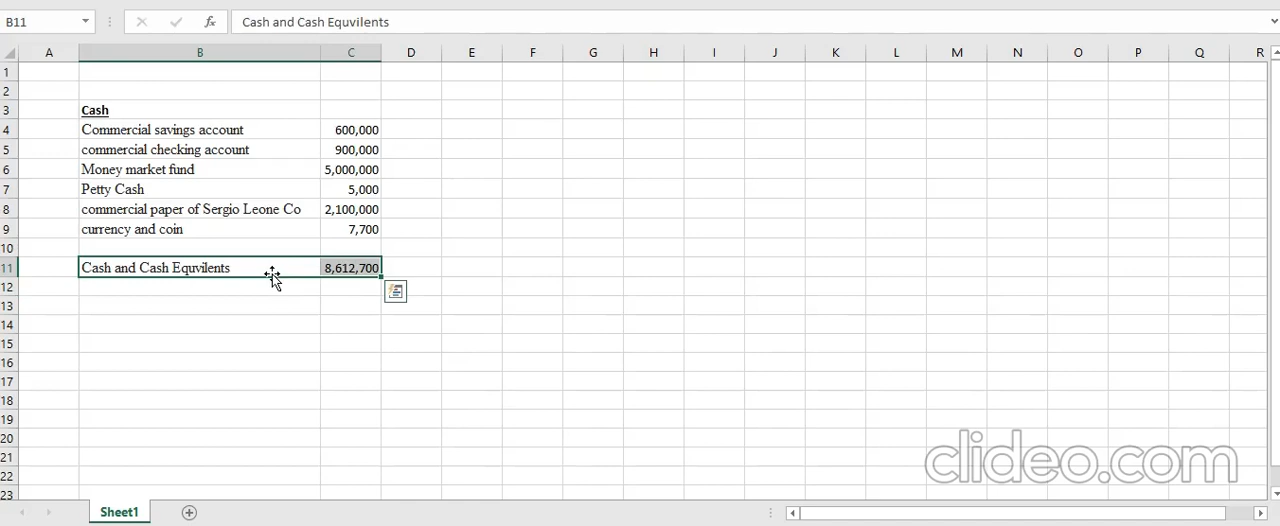 B11
fx
Cash and Cash Equvilents
A B C D E F G H I J K L M N O P Q R
1
2
3 Cash
4 Commercial savings account 600,000
5 commercial checking account 900,000
6 Money market fund 5,000,000
7 Petty Cash 5,000
8 commercial paper of Sergio Leone Co 2,100,000
9 currency and coin 7,700
10
11 Cash and Cash Equvilents 8,612,700
12
13
14
15
16
17
18
19
20
21
22
23
clideo.com
Sheet1